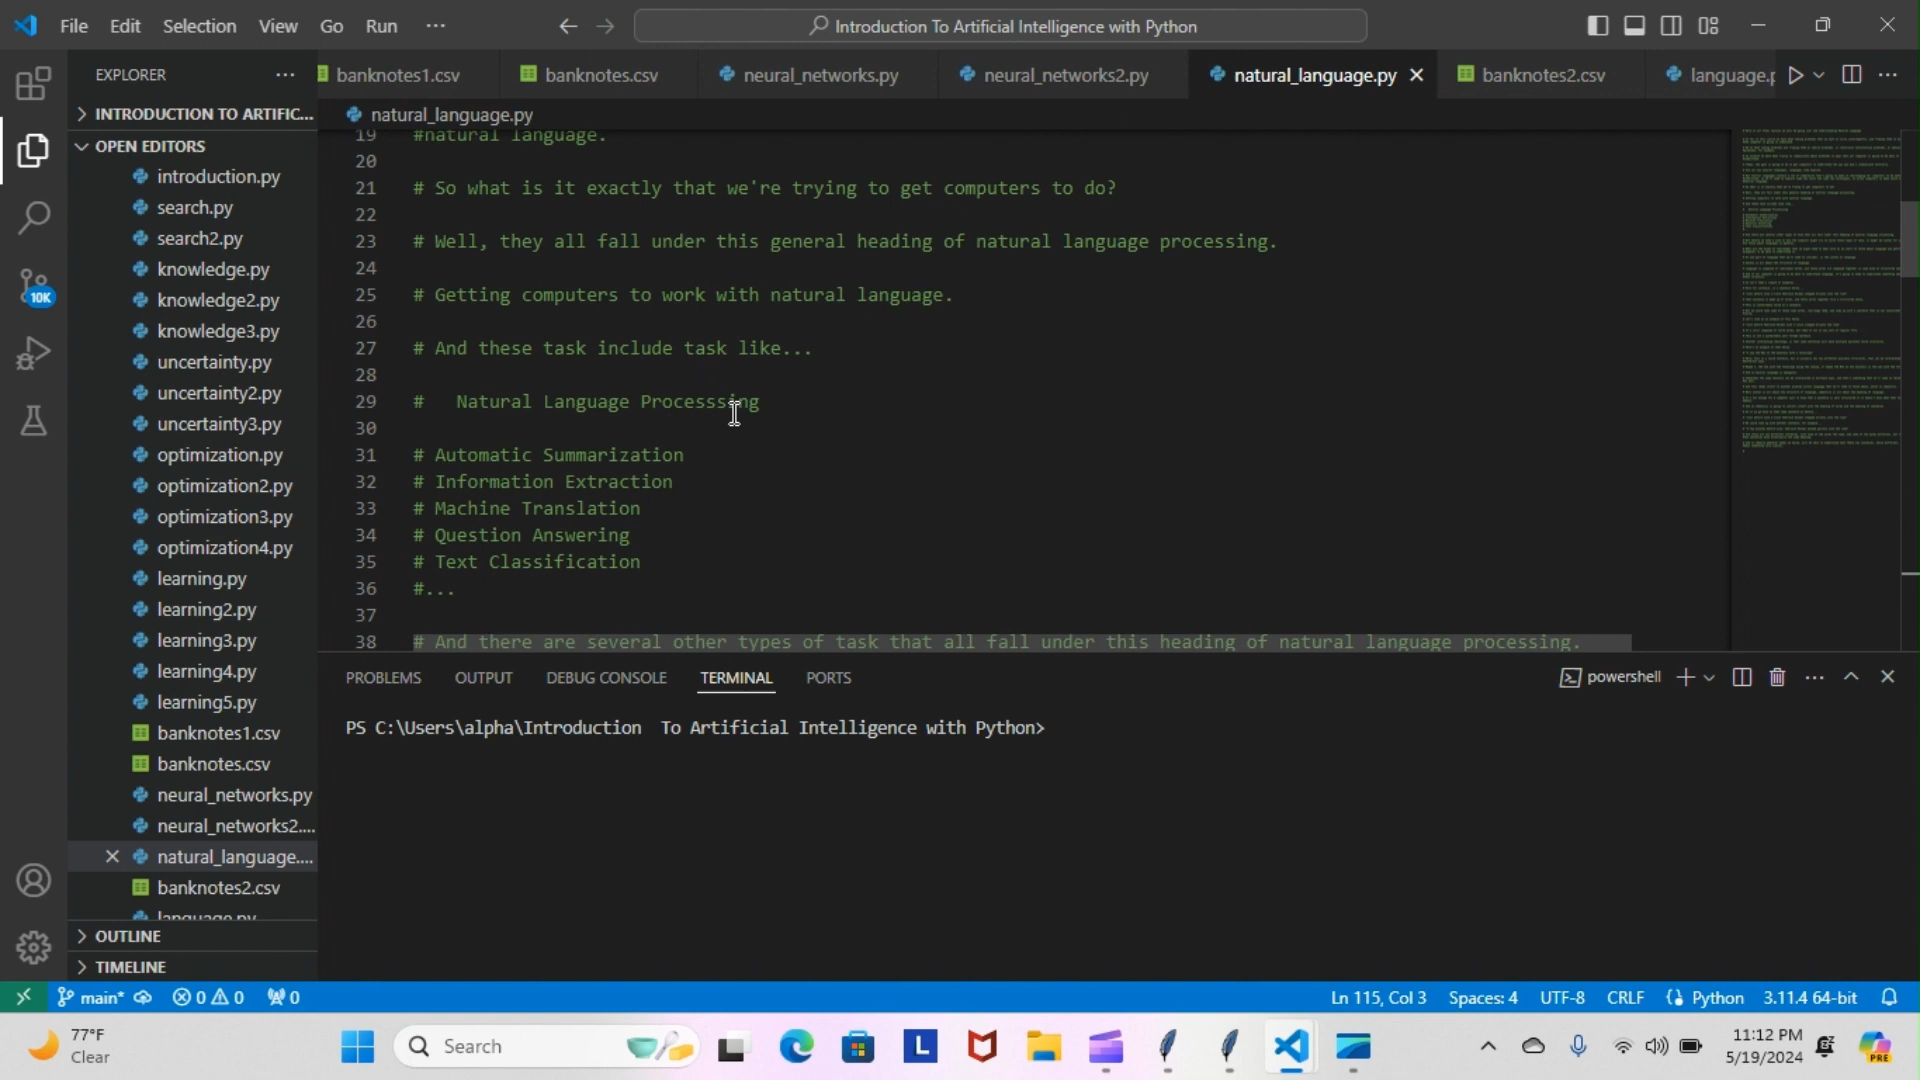 File Edit Selection View Go Run ...
Introduction To Artificial Intelligence with Python
EXPLORER
banknotes1.csv banknotes.csv neural_networks.py neural_networks2.py natural_language.py banknotes2.csv language.p
INTRODUCTION TO ARTIFIC...
natural_language.py
OPEN EDITORS
introduction.py
search.py
search2.py
knowledge.py
knowledge2.py
knowledge3.py
uncertainty.py
uncertainty2.py
uncertainty3.py
optimization.py
optimization2.py
optimization3.py
optimization4.py
learning.py
learning2.py
learning3.py
learning4.py
learning5.py
banknotes1.csv
banknotes.csv
neural_networks.py
neural_networks2....
natural_language....
banknotes2.csv
language.py
OUTLINE
TIMELINE
10K
19 #natural language.
20
21 # So what is it exactly that we're trying to get computers to do?
22
23 # Well, they all fall under this general heading of natural language processing.
24
25 # Getting computers to work with natural language.
26
27 # And these task include task like...
28
29 #   Natural Language Processsing
30
31 # Automatic Summarization
32 # Information Extraction
33 # Machine Translation
34 # Question Answering
35 # Text Classification
36 #...
37
38 # And there are several other types of task that all fall under this heading of natural language processing.
PROBLEMS OUTPUT DEBUG CONSOLE TERMINAL PORTS
powershell
PS C:\Users\alpha\Introduction  To Artificial Intelligence with Python>
main* 0 0 0
Ln 115, Col 3 Spaces: 4 UTF-8 CRLF Python 3.11.4 64-bit
77°F
Clear
Search
L
11:12 PM
5/19/2024
PRE